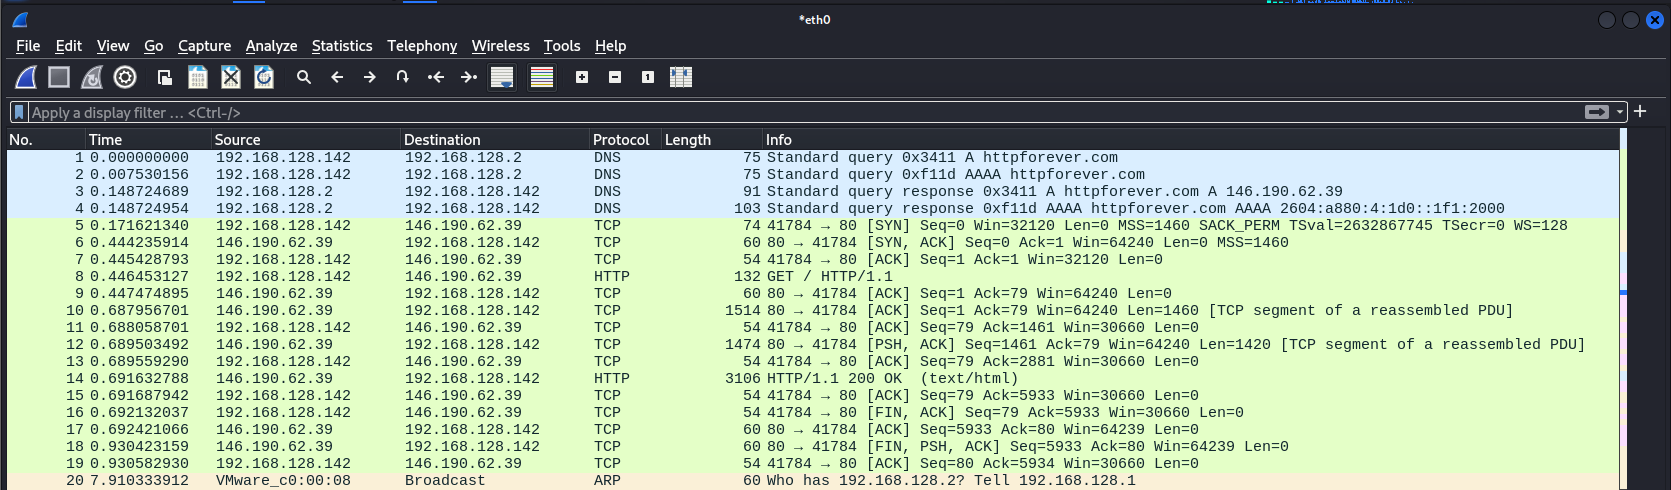 *eth0
File Edit View Go Capture Analyze Statistics Telephony Wireless Tools Help
Apply a display filter … <Ctrl-/>
No. Time Source Destination Protocol Length Info
1 0.000000000 192.168.128.142 192.168.128.2 DNS 75 Standard query 0x3411 A httpforever.com
2 0.007530156 192.168.128.142 192.168.128.2 DNS 75 Standard query 0xf11d AAAA httpforever.com
3 0.148724689 192.168.128.2 192.168.128.142 DNS 91 Standard query response 0x3411 A httpforever.com A 146.190.62.39
4 0.148724954 192.168.128.2 192.168.128.142 DNS 103 Standard query response 0xf11d AAAA httpforever.com AAAA 2604:a880:4:1d0::1f1:2000
5 0.171621340 192.168.128.142 146.190.62.39 TCP 74 41784 → 80 [SYN] Seq=0 Win=32120 Len=0 MSS=1460 SACK_PERM TSval=2632867745 TSecr=0 WS=128
6 0.444235914 146.190.62.39 192.168.128.142 TCP 60 80 → 41784 [SYN, ACK] Seq=0 Ack=1 Win=64240 Len=0 MSS=1460
7 0.445428793 192.168.128.142 146.190.62.39 TCP 54 41784 → 80 [ACK] Seq=1 Ack=1 Win=32120 Len=0
8 0.446453127 192.168.128.142 146.190.62.39 HTTP 132 GET / HTTP/1.1
9 0.447474895 146.190.62.39 192.168.128.142 TCP 60 80 → 41784 [ACK] Seq=1 Ack=79 Win=64240 Len=0
10 0.687956701 146.190.62.39 192.168.128.142 TCP 1514 80 → 41784 [ACK] Seq=1 Ack=79 Win=64240 Len=1460 [TCP segment of a reassembled PDU]
11 0.688058701 192.168.128.142 146.190.62.39 TCP 54 41784 → 80 [ACK] Seq=79 Ack=1461 Win=30660 Len=0
12 0.689503492 146.190.62.39 192.168.128.142 TCP 1474 80 → 41784 [PSH, ACK] Seq=1461 Ack=79 Win=64240 Len=1420 [TCP segment of a reassembled PDU]
13 0.689559290 192.168.128.142 146.190.62.39 TCP 54 41784 → 80 [ACK] Seq=79 Ack=2881 Win=30660 Len=0
14 0.691632788 146.190.62.39 192.168.128.142 HTTP 3106 HTTP/1.1 200 OK  (text/html)
15 0.691687942 192.168.128.142 146.190.62.39 TCP 54 41784 → 80 [ACK] Seq=79 Ack=5933 Win=30660 Len=0
16 0.692132037 192.168.128.142 146.190.62.39 TCP 54 41784 → 80 [FIN, ACK] Seq=79 Ack=5933 Win=30660 Len=0
17 0.692421066 146.190.62.39 192.168.128.142 TCP 60 80 → 41784 [ACK] Seq=5933 Ack=80 Win=64239 Len=0
18 0.930423159 146.190.62.39 192.168.128.142 TCP 60 80 → 41784 [FIN, PSH, ACK] Seq=5933 Ack=80 Win=64239 Len=0
19 0.930582930 192.168.128.142 146.190.62.39 TCP 54 41784 → 80 [ACK] Seq=80 Ack=5934 Win=30660 Len=0
20 7.910333912 VMware_c0:00:08 Broadcast ARP 60 Who has 192.168.128.2? Tell 192.168.128.1